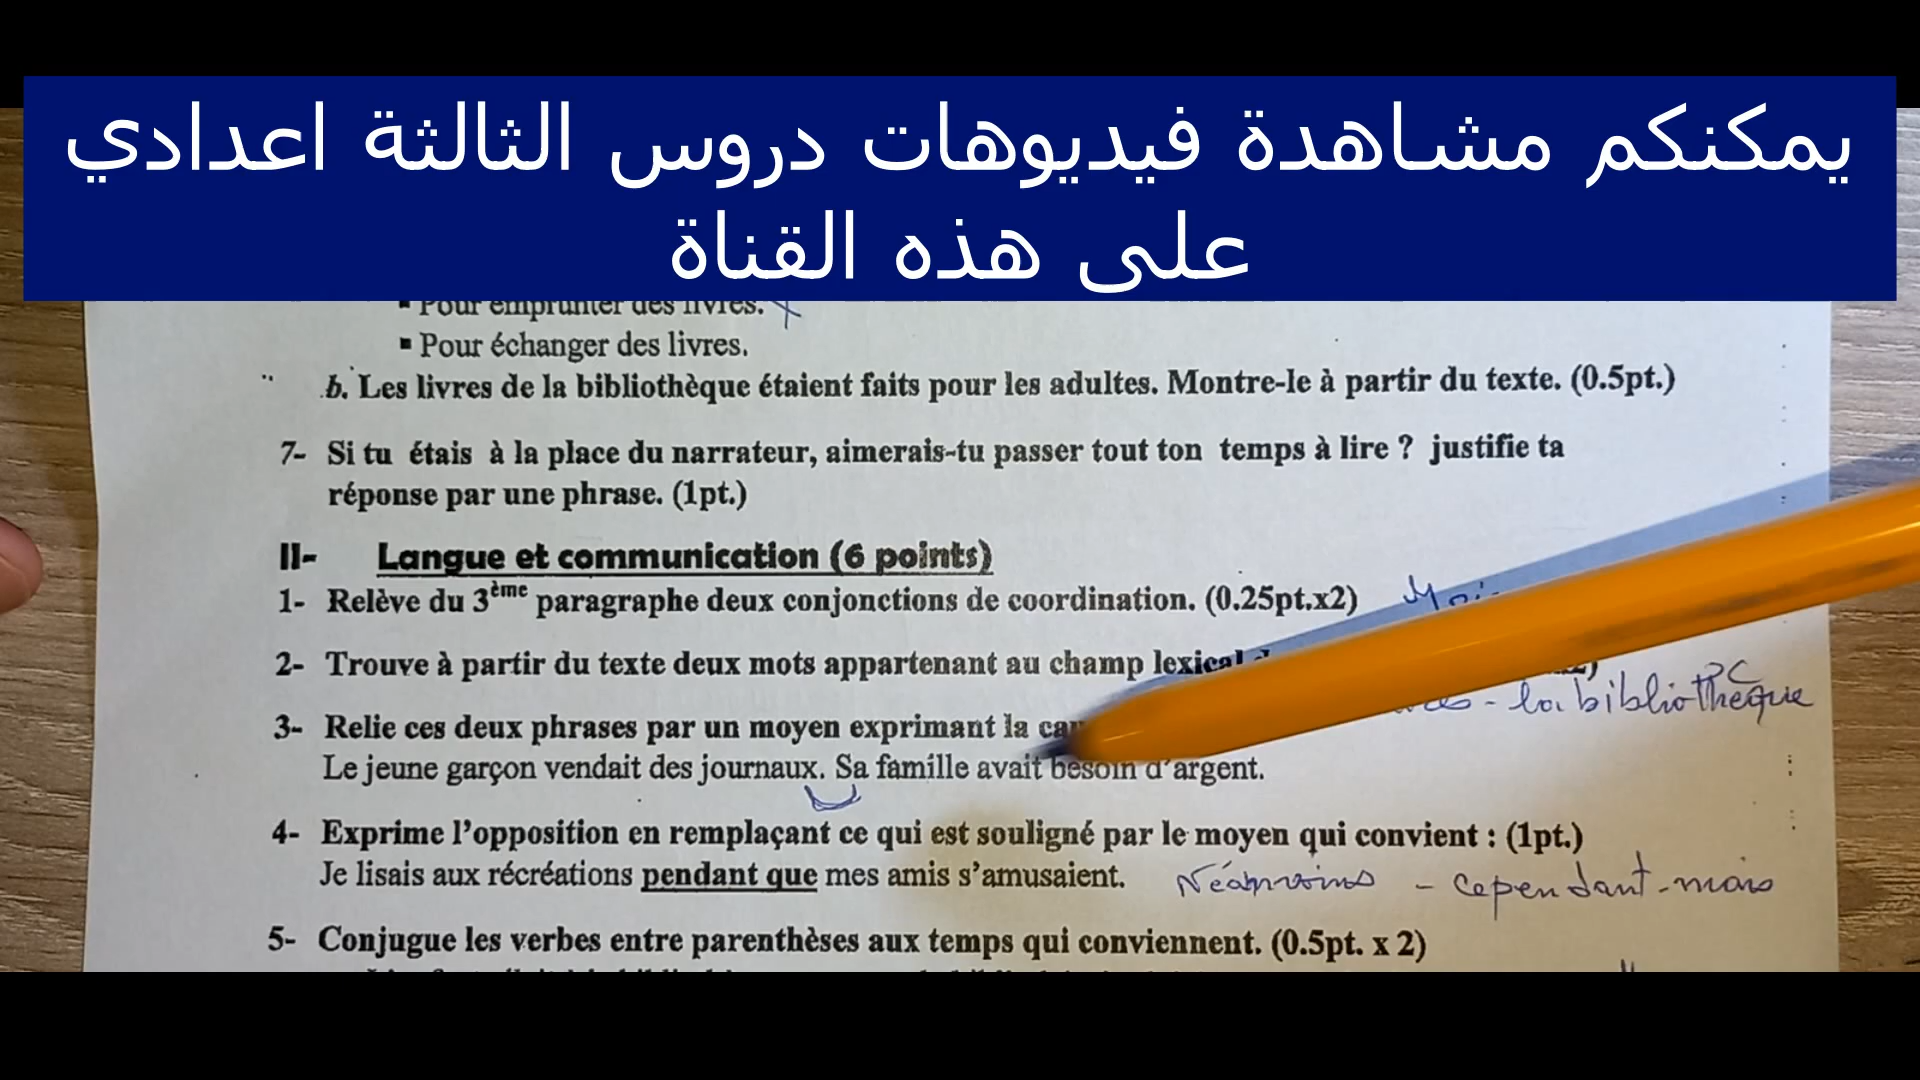 يمكنكم مشاهدة فيديوهات دروس الثالثة اعدادي
على هذه القناة
▪ Pour emprunter des livres.
▪ Pour échanger des livres.
b. Les livres de la bibliothèque étaient faits pour les adultes. Montre-le à partir du texte. (0.5pt.)
7- Si tu étais à la place du narrateur, aimerais-tu passer tout ton temps à lire ? justifie ta
réponse par une phrase. (1pt.)
II- Langue et communication (6 points)
1- Relève du 3ème paragraphe deux conjonctions de coordination. (0.25pt.x2)
2- Trouve à partir du texte deux mots appartenant au champ lexical
- la bibliothèque
3- Relie ces deux phrases par un moyen exprimant la
Le jeune garçon vendait des journaux. Sa famille avait besoin d'argent.
4- Exprime l'opposition en remplaçant ce qui est souligné par le moyen qui convient : (1pt.)
Je lisais aux récréations pendant que mes amis s'amusaient. Néanmoins - cependant - mais
5- Conjugue les verbes entre parenthèses aux temps qui conviennent. (0.5pt. x 2)